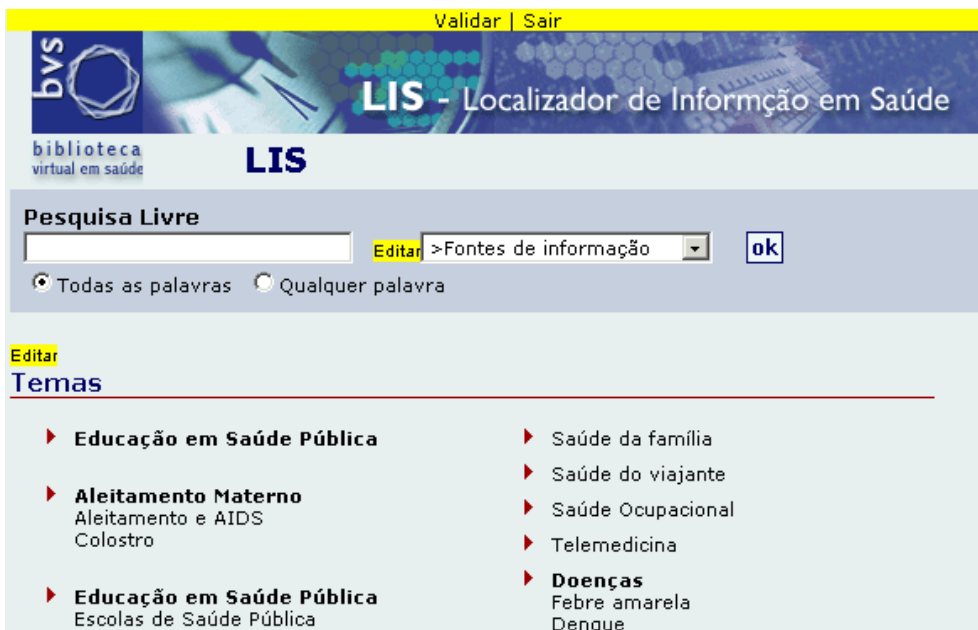 Validar | Sair
bvs
LIS - Localizador de Informção em Saúde
biblioteca
virtual em saúde
LIS
Pesquisa Livre
Editar >Fontes de informação ok
Todas as palavras Qualquer palavra
Editar
Temas
Educação em Saúde Pública
Aleitamento Materno
Aleitamento e AIDS
Colostro
Educação em Saúde Pública
Escolas de Saúde Pública
Saúde da família
Saúde do viajante
Saúde Ocupacional
Telemedicina
Doenças
Febre amarela
Dengue